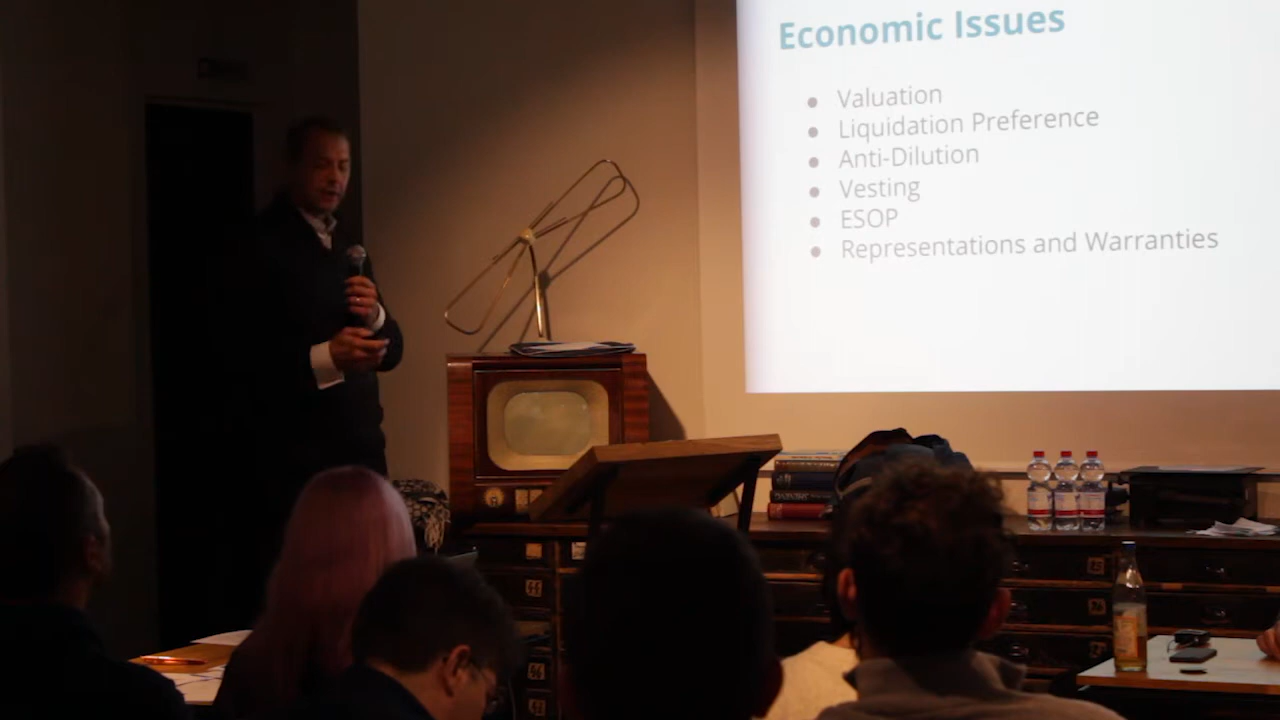 Economic Issues
● Valuation
● Liquidation Preference
● Anti-Dilution
● Vesting
● ESOP
● Representations and Warranties